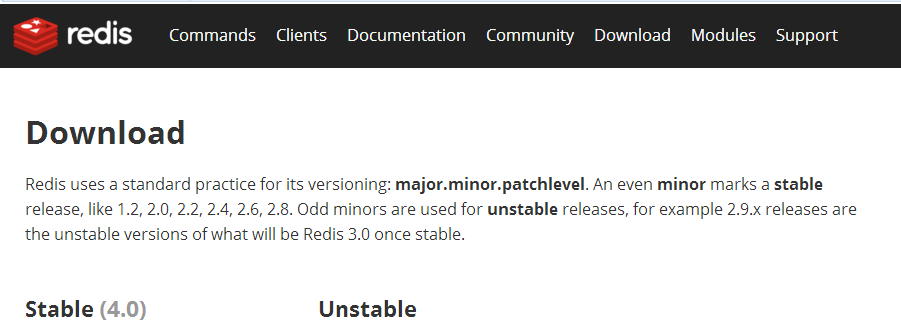 redis Commands Clients Documentation Community Download Modules Support
Download
Redis uses a standard practice for its versioning: major.minor.patchlevel. An even minor marks a stable
release, like 1.2, 2.0, 2.2, 2.4, 2.6, 2.8. Odd minors are used for unstable releases, for example 2.9.x releases are
the unstable versions of what will be Redis 3.0 once stable.
Stable (4.0) Unstable